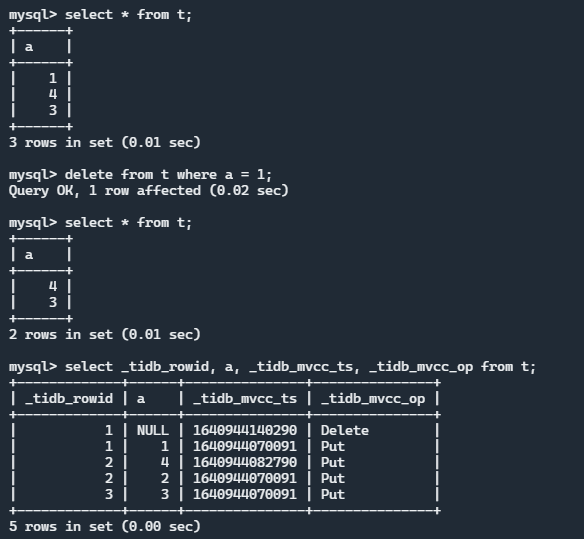 mysql> select * from t;
+------+
| a    |
+------+
|    1 |
|    4 |
|    3 |
+------+
3 rows in set (0.01 sec)

mysql> delete from t where a = 1;
Query OK, 1 row affected (0.02 sec)

mysql> select * from t;
+------+
| a    |
+------+
|    4 |
|    3 |
+------+
2 rows in set (0.01 sec)

mysql> select _tidb_rowid, a, _tidb_mvcc_ts, _tidb_mvcc_op from t;
+-------------+------+---------------+---------------+
| _tidb_rowid | a    | _tidb_mvcc_ts | _tidb_mvcc_op |
+-------------+------+---------------+---------------+
|           1 | NULL | 1640944140290 | Delete        |
|           1 |    1 | 1640944070091 | Put           |
|           2 |    4 | 1640944082790 | Put           |
|           2 |    2 | 1640944070091 | Put           |
|           3 |    3 | 1640944070091 | Put           |
+-------------+------+---------------+---------------+
5 rows in set (0.00 sec)